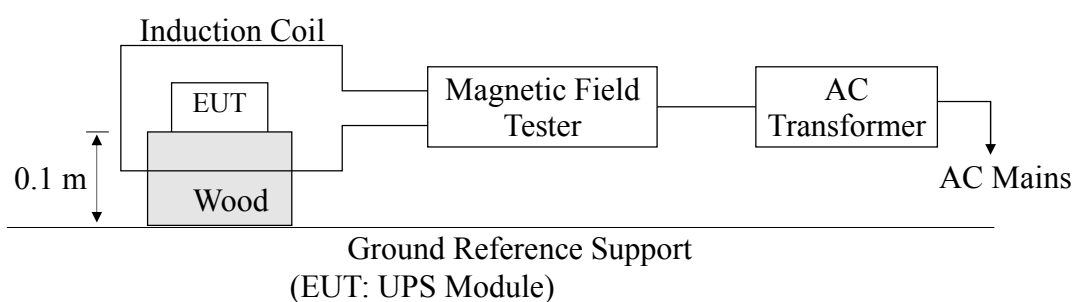 Induction Coil
EUT
Magnetic Field
Tester
AC
Transformer
0.1 m
Wood
AC Mains
Ground Reference Support
(EUT: UPS Module)